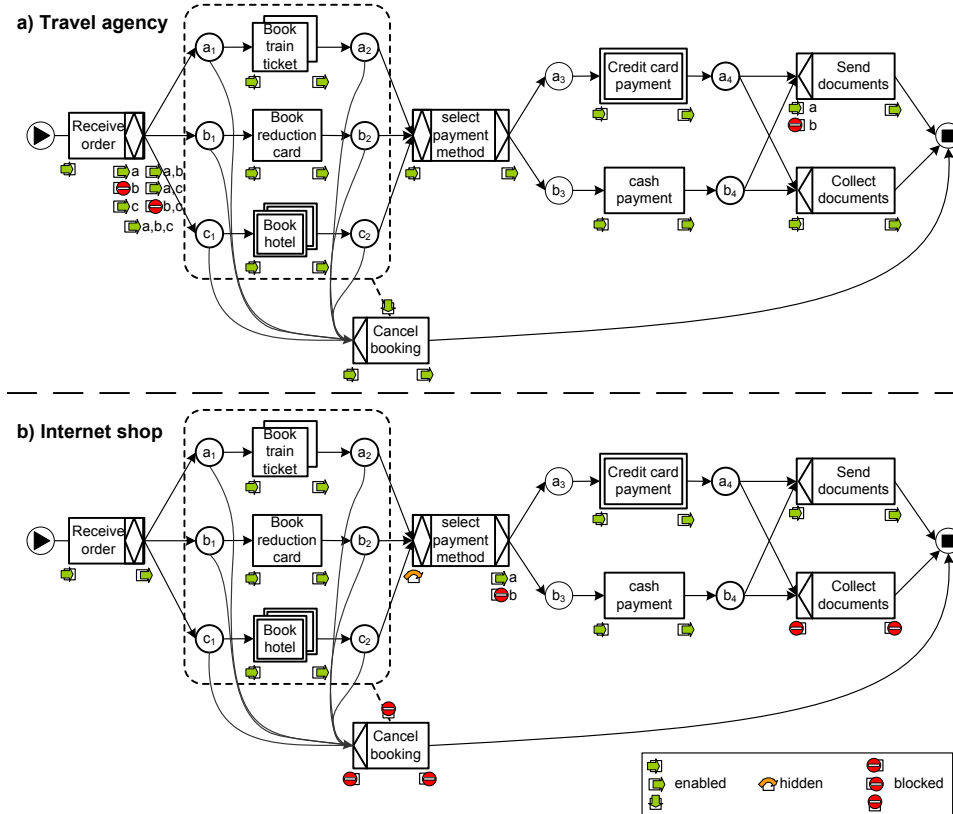 a) Travel agency
Book
train
ticket
a1
a2
Receive
order
a
a,b
b
a,c
c
b,c
a,b,c
b1
Book
reduction
card
b2
c1
Book
hotel
c2
select
payment
method
a3
Credit card
payment
a4
Send
documents
a
b
b3
cash
payment
b4
Collect
documents
Cancel
booking
b) Internet shop
Book
train
ticket
a1
a2
Receive
order
b1
Book
reduction
card
b2
c1
Book
hotel
c2
select
payment
method
a
b
a3
Credit card
payment
a4
Send
documents
b3
cash
payment
b4
Collect
documents
Cancel
booking
enabled
hidden
blocked